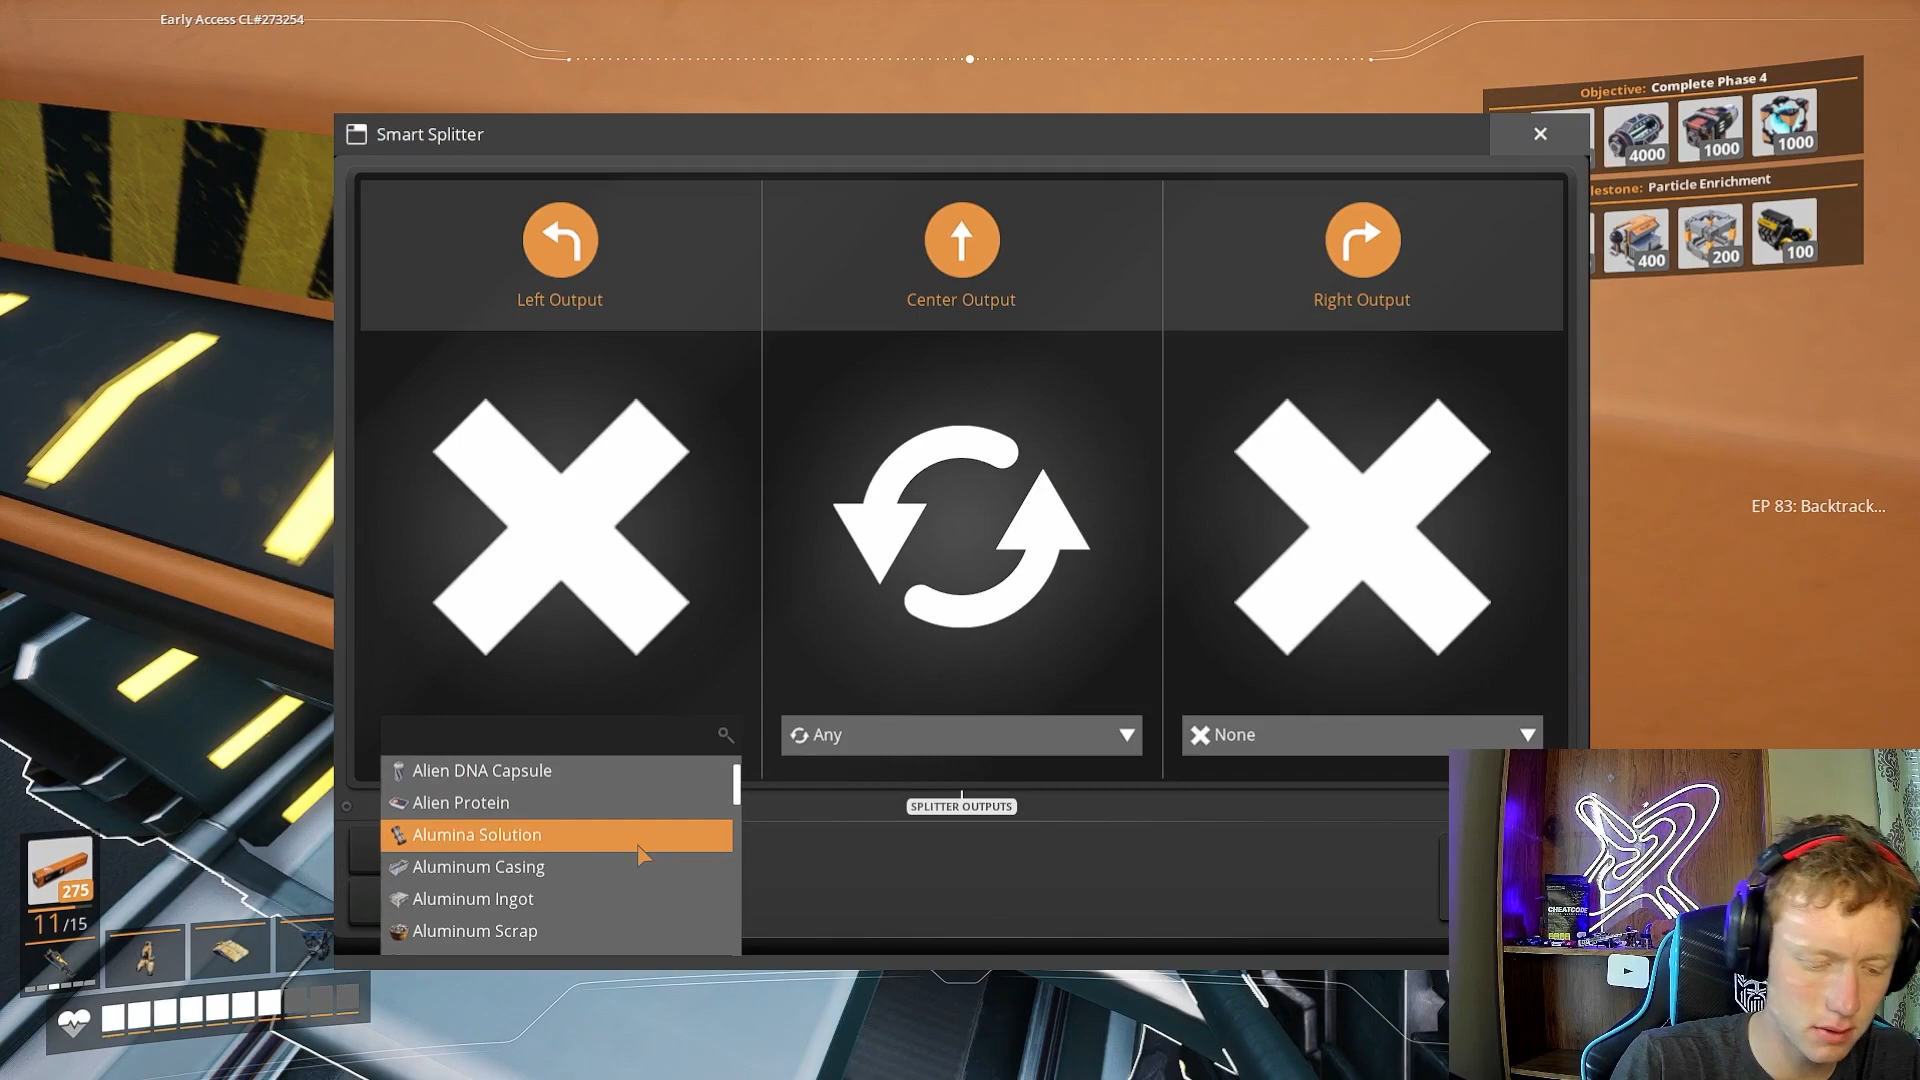 Early Access CL#273254
Objective: Complete Phase 4
4000
1000
1000
lestone: Particle Enrichment
400
200
100
Smart Splitter
Left Output
Center Output
Right Output
EP 83: Backtrack...
Any
None
Alien DNA Capsule
Alien Protein
Alumina Solution
Aluminum Casing
Aluminum Ingot
Aluminum Scrap
SPLITTER OUTPUTS
275
11/15
CHEATCODE